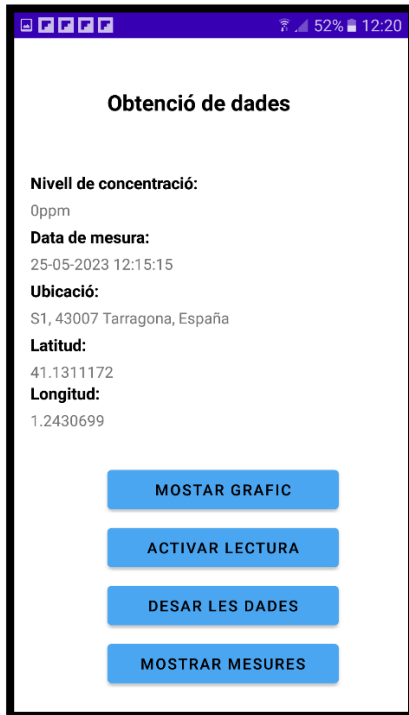 52% 12:20
Obtenció de dades
Nivell de concentració:
0ppm
Data de mesura:
25-05-2023 12:15:15
Ubicació:
S1, 43007 Tarragona, España
Latitud:
41.1311172
Longitud:
1.2430699
MOSTAR GRAFIC
ACTIVAR LECTURA
DESAR LES DADES
MOSTRAR MESURES